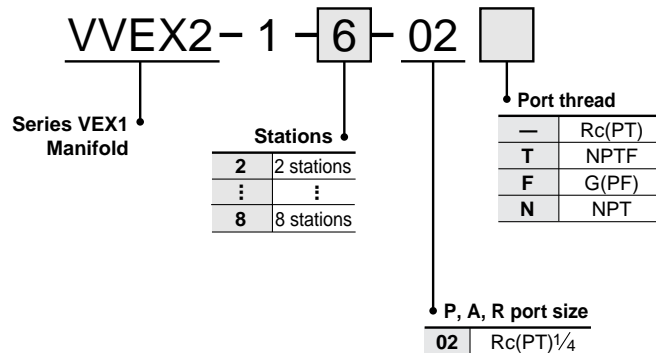 VVEX2-1-6-02
Series VEX1
Manifold
Stations
2 2 stations
⋮ ⋮
8 8 stations
Port thread
— Rc(PT)
T NPTF
F G(PF)
N NPT
P, A, R port size
02 Rc(PT)1⁄4